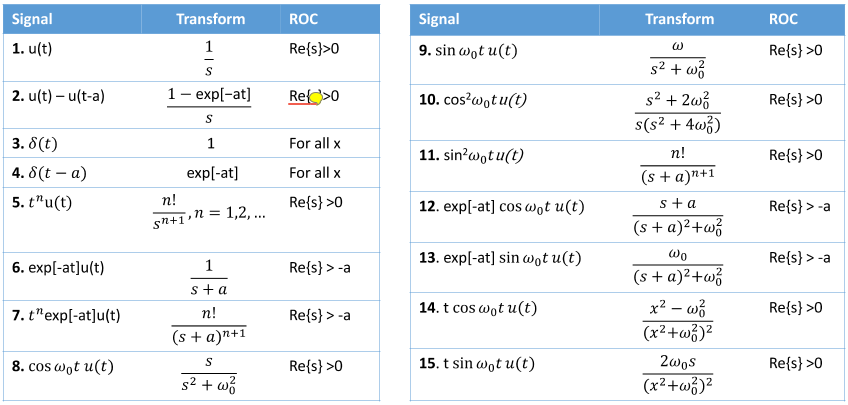 Signal Transform ROC
1. u(t) 1/s Re{s}>0
2. u(t) – u(t-a) (1 − exp[−at])/s >0
3. δ(t) 1 For all x
4. δ(t − a) exp[-at] For all x
5. tⁿu(t) n!/sⁿ⁺¹, n = 1,2, … Re{s} >0
6. exp[-at]u(t) 1/(s + a) Re{s} > -a
7. tⁿexp[-at]u(t) n!/(s + a)ⁿ⁺¹ Re{s} > -a
8. cos ω₀t u(t) s/(s² + ω₀²) Re{s} >0
Signal Transform ROC
9. sin ω₀t u(t) ω/(s² + ω₀²) Re{s} >0
10. cos²ω₀tu(t) (s² + 2ω₀²)/(s(s² + 4ω₀²)) Re{s} >0
11. sin²ω₀tu(t) n!/(s + a)ⁿ⁺¹ Re{s} >0
12. exp[-at] cos ω₀t u(t) (s + a)/((s + a)²+ω₀²) Re{s} > -a
13. exp[-at] sin ω₀t u(t) ω₀/((s + a)²+ω₀²) Re{s} > -a
14. t cos ω₀t u(t) (x² − ω₀²)/(x²+ω₀²)² Re{s} >0
15. t sin ω₀t u(t) 2ω₀s/(x²+ω₀²)² Re{s} >0